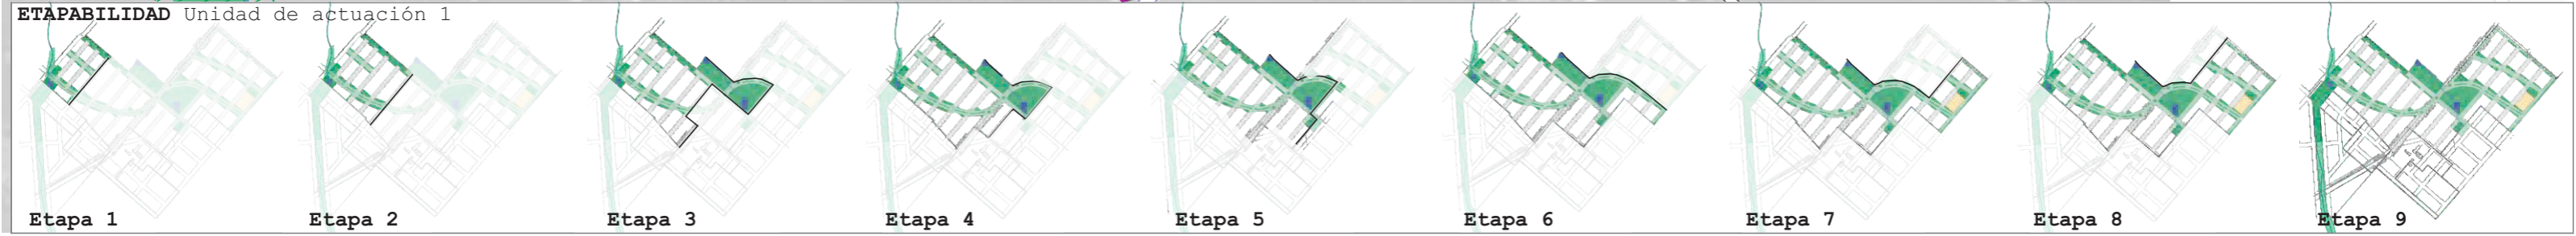 ETAPABILIDAD Unidad de actuación 1
Etapa 1
Etapa 2
Etapa 3
Etapa 4
Etapa 5
Etapa 6
Etapa 7
Etapa 8
Etapa 9